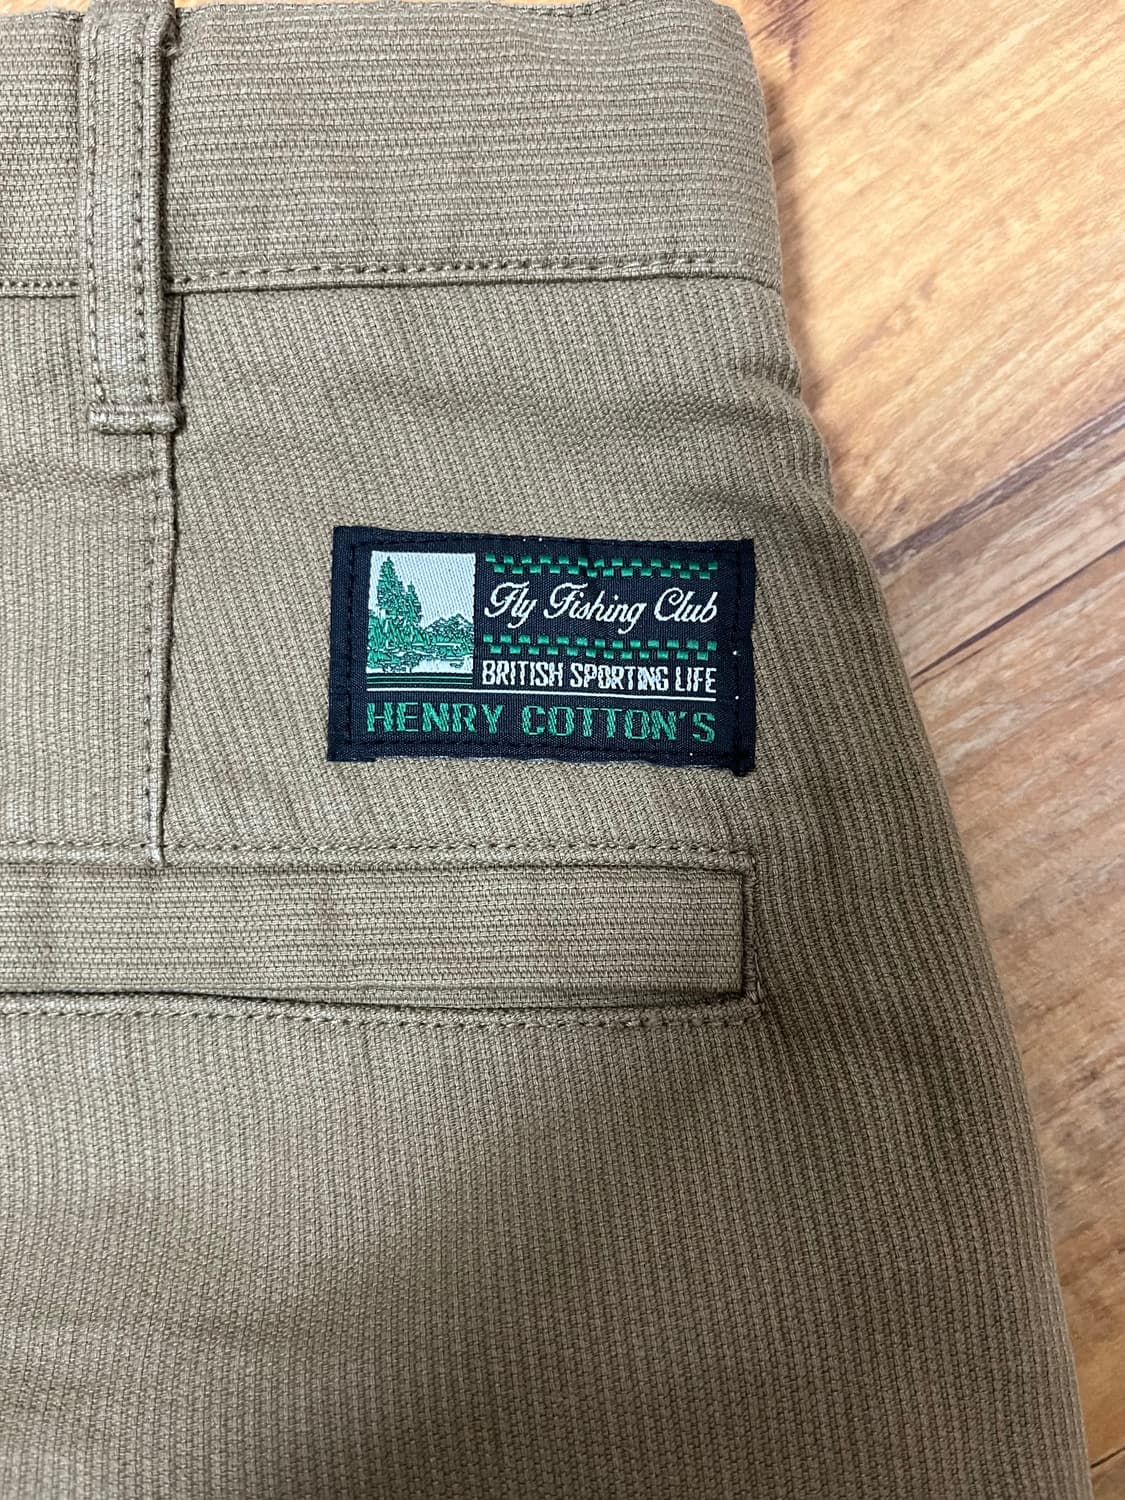 Fly Fishing Club
BRITISH SPORTING LIFE
HENRY COTTON'S